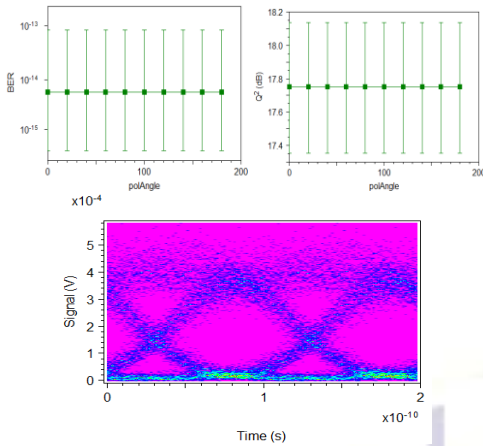 10⁻¹³
10⁻¹⁴
10⁻¹⁵
BER
0
100
200
polAngle
18.2
18.0
17.8
17.6
17.4
Q² (dB)
0
100
200
polAngle
x10⁻⁴
5
4
3
2
1
0
Signal (V)
0
1
2
x10⁻¹⁰
Time (s)